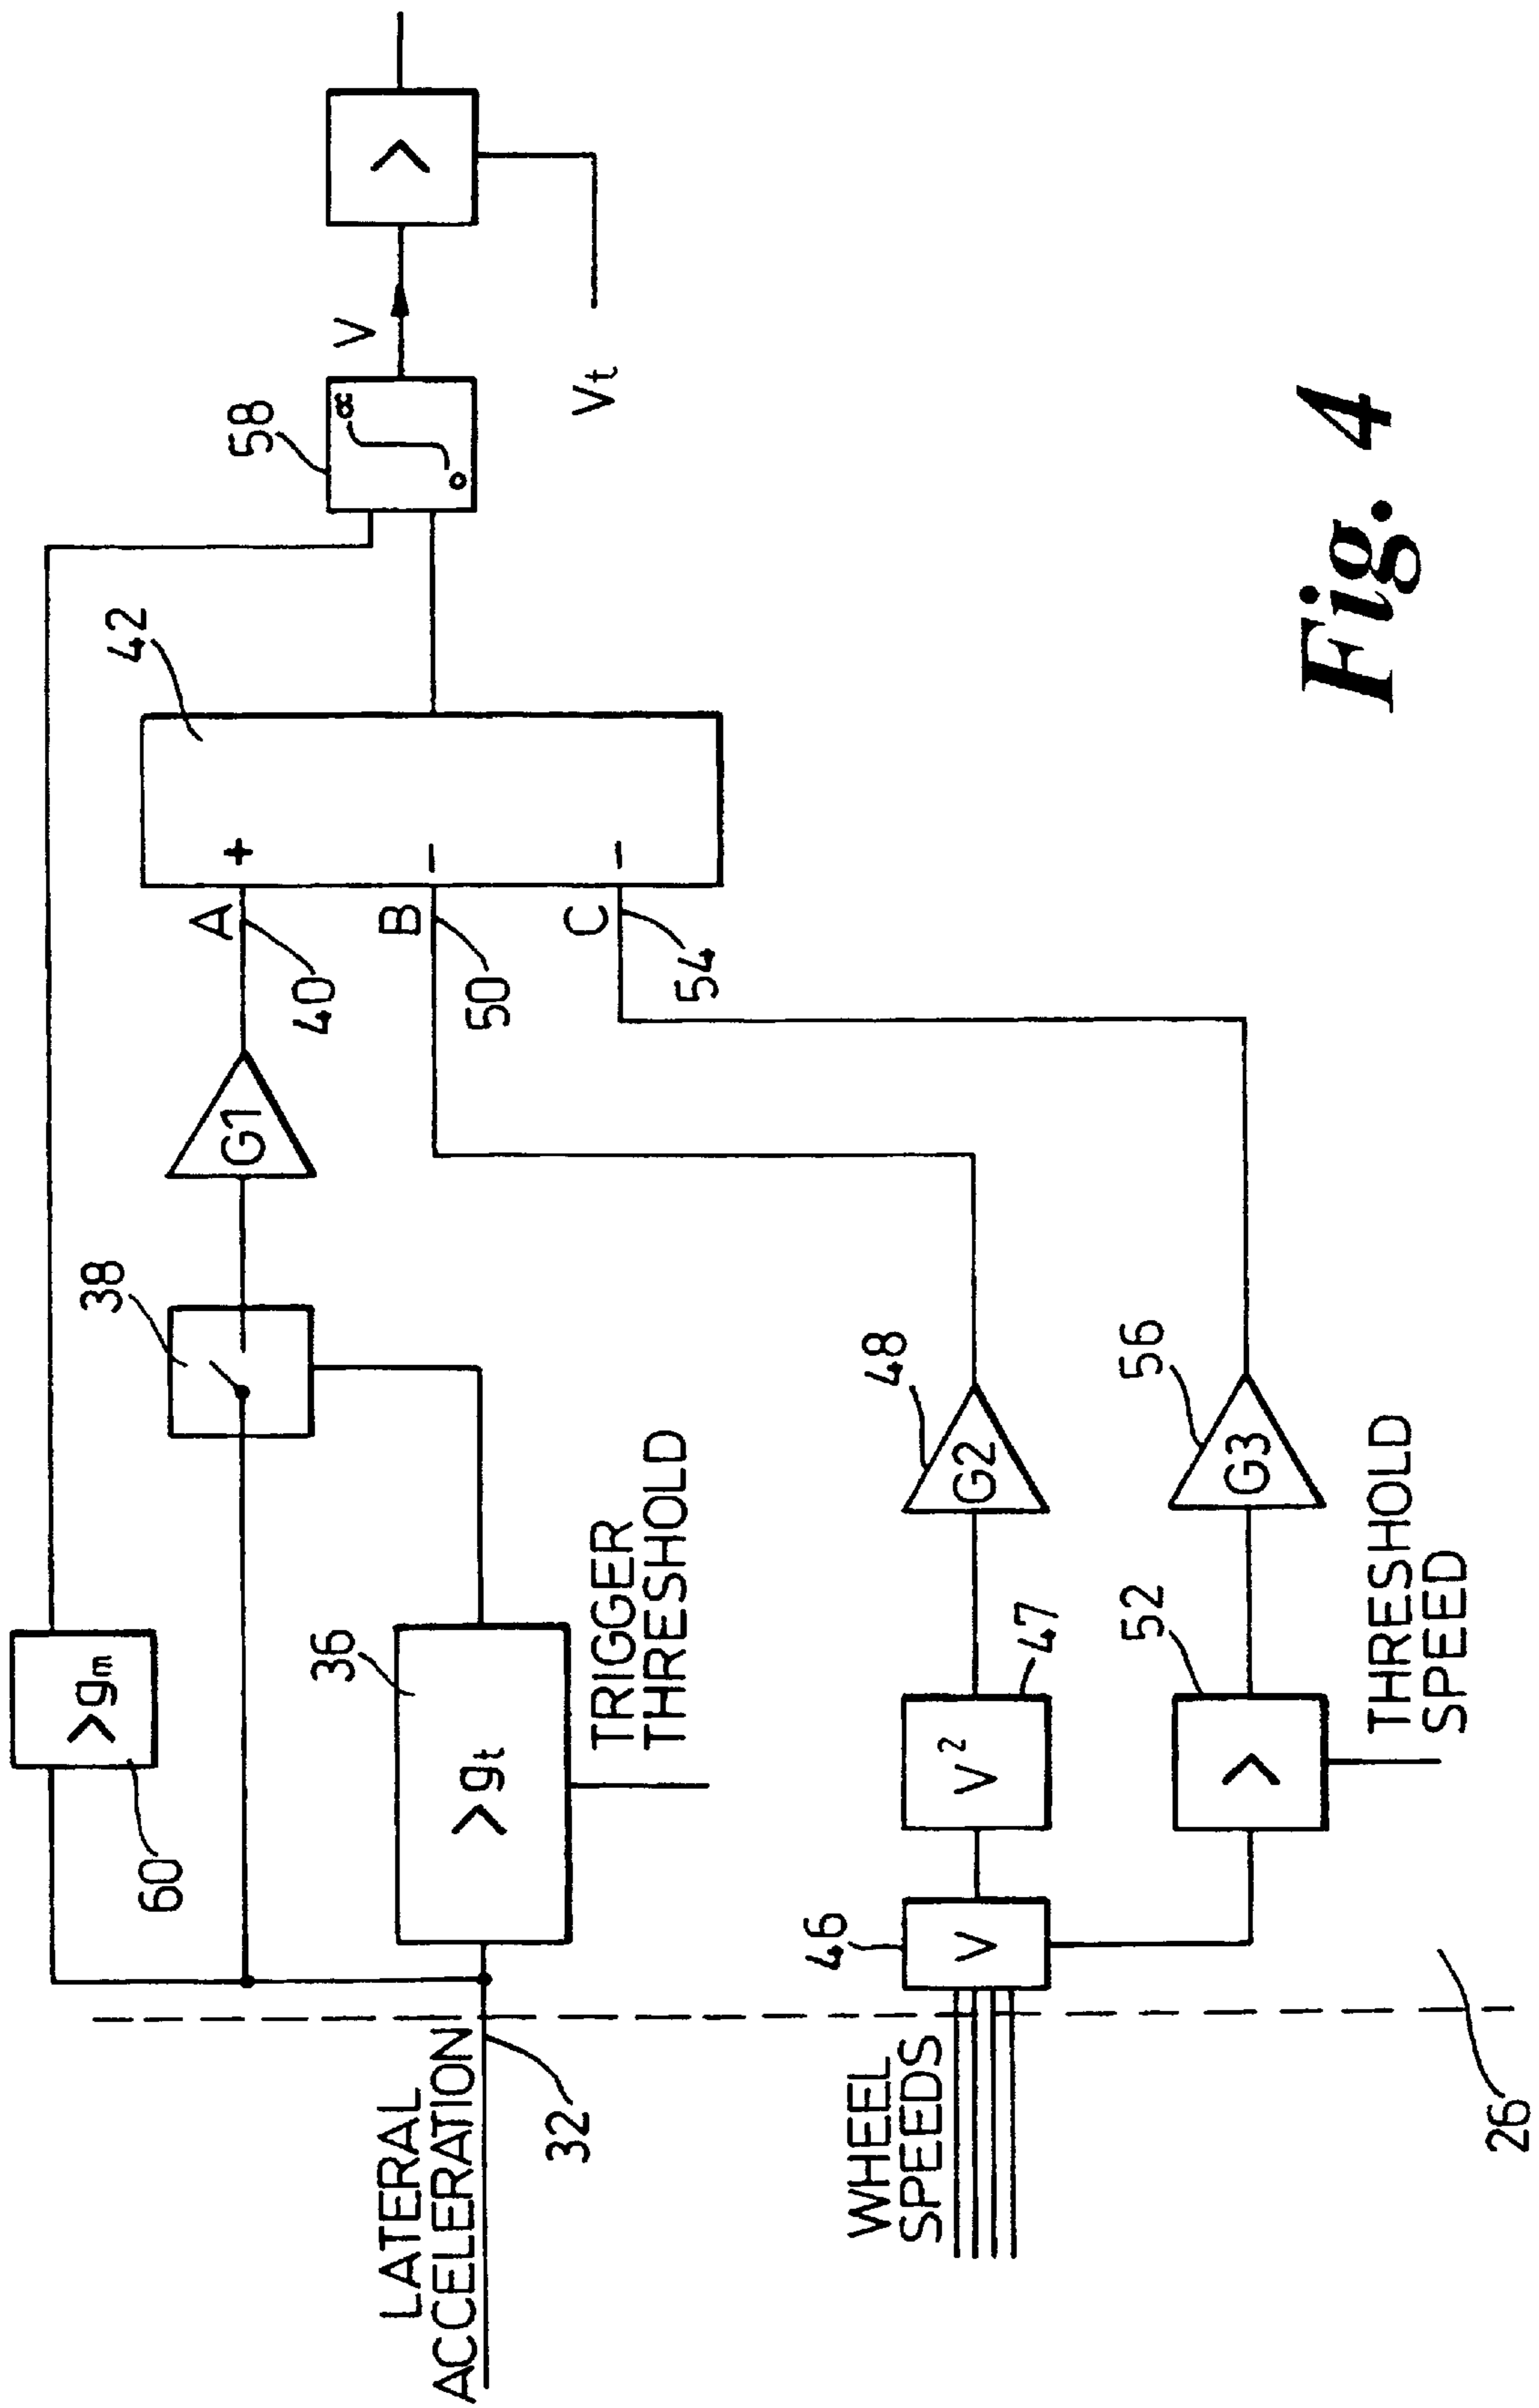 60
>gm
38
G1
A
40
42
+
-
-
B
50
C
54
58
∝
o
V
>
Vt
LATERAL
ACCELERATION
32
36
>gt
TRIGGER
THRESHOLD
WHEEL
SPEEDS
46
V
V²
47
48
G2
52
>
THRESHOLD
SPEED
56
G3
26
Fig. 4